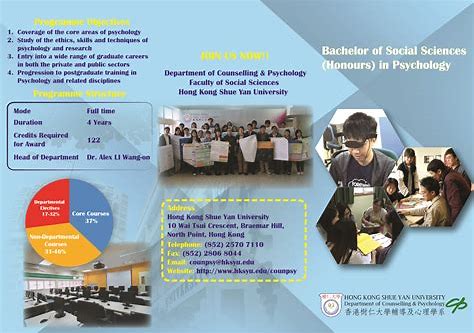 Programme Objectives
1. Coverage of the core areas of psychology
2. Study of the ethics, skills and techniques of
psychology and research
3. Entry into a wide range of graduate careers
in both the private and public sectors
4. Progression to postgraduate training in
Psychology and related disciplines
Programme Structure
Mode Full time
Duration 4 Years
Credits Required
for Award 122
Head of Department Dr. Alex LI Wang-on
Departmental
Electives
17-32%
Core Courses
37%
Non-Departmental
Courses
31-46%
JOIN US NOW!!
Department of Counselling & Psychology
Faculty of Social Sciences
Hong Kong Shue Yan University
Address
Hong Kong Shue Yan University
10 Wai Tsui Crescent, Braemar Hill,
North Point, Hong Kong
Telephone: (852) 2570 7110
Fax: (852) 2806 8044
Email: counpsy@hksyu.edu
Website: http://www.hksyu.edu/counpsy
Bachelor of Social Sciences
(Honours) in Psychology
HONG KONG SHUE YAN UNIVERSITY
Department of Counselling & Psychology
香港樹仁大學輔導及心理學系